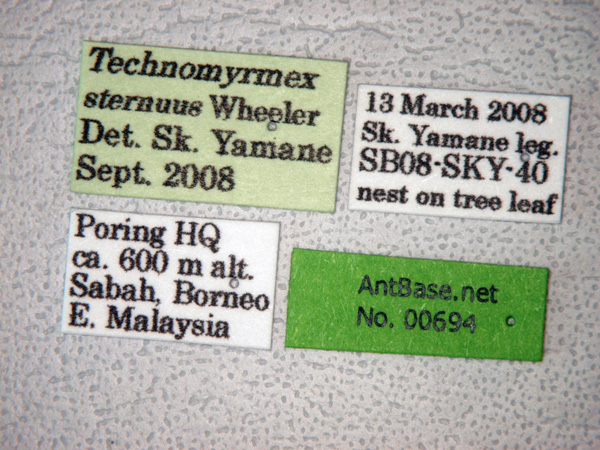 Technomyrmex
sternuus Wheeler
Det. Sk. Yamane
Sept. 2008
13 March 2008
Sk. Yamane leg.
SB08-SKY-40
nest on tree leaf
Poring HQ
ca. 600 m alt.
Sabah, Borneo
E. Malaysia
AntBase.net
No. 00694